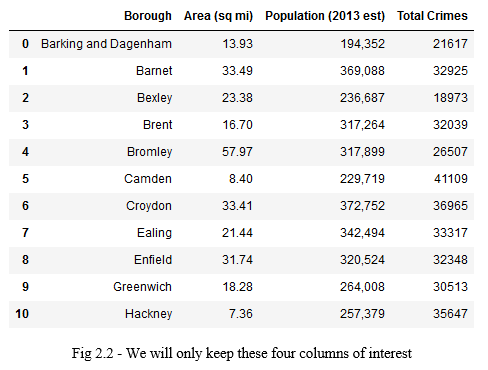 Borough Area (sq mi) Population (2013 est) Total Crimes
0 Barking and Dagenham 13.93 194,352 21617
1 Barnet 33.49 369,088 32925
2 Bexley 23.38 236,687 18973
3 Brent 16.70 317,264 32039
4 Bromley 57.97 317,899 26507
5 Camden 8.40 229,719 41109
6 Croydon 33.41 372,752 36965
7 Ealing 21.44 342,494 33317
8 Enfield 31.74 320,524 32348
9 Greenwich 18.28 264,008 30513
10 Hackney 7.36 257,379 35647
Fig 2.2 - We will only keep these four columns of interest